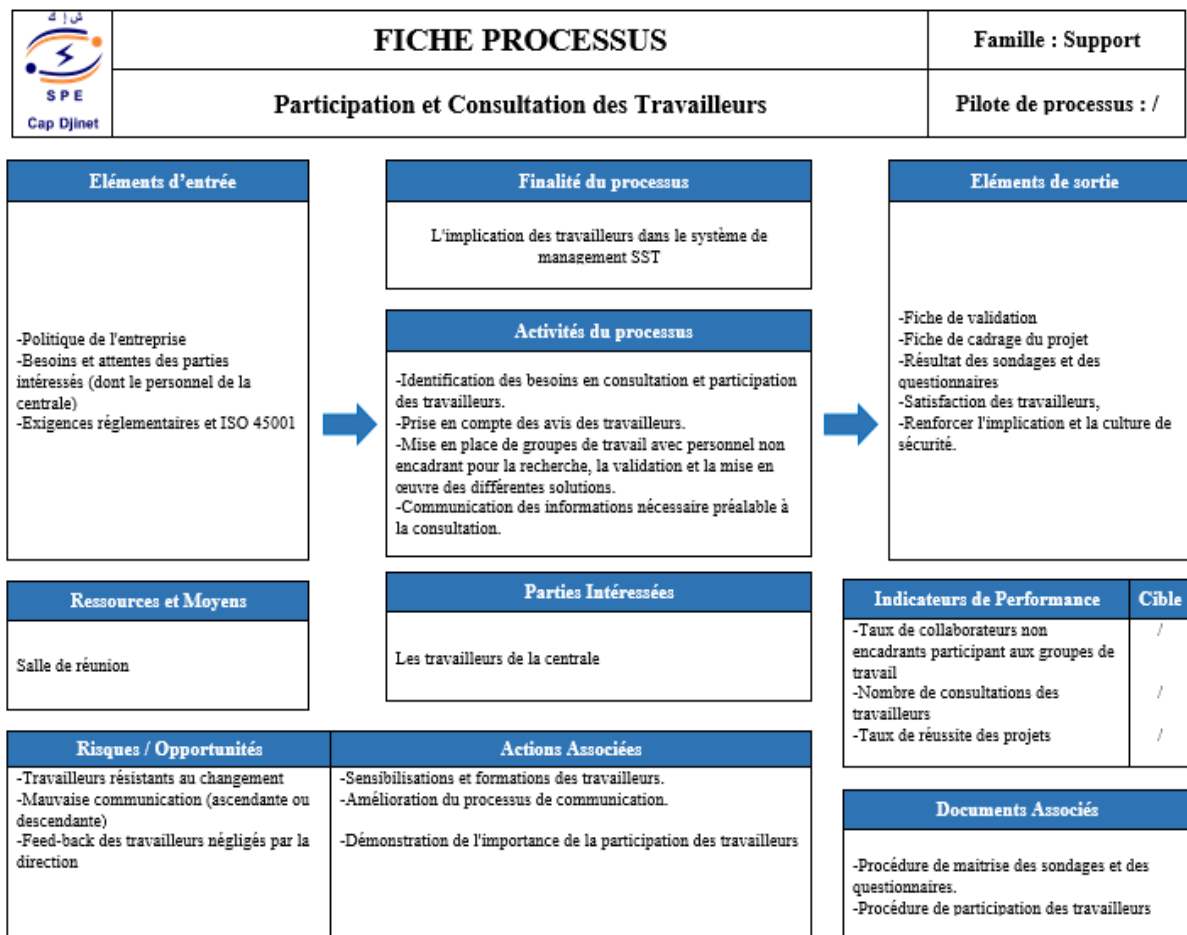 ش إ ك
S P E
Cap Djinet
FICHE PROCESSUS
Famille : Support
Participation et Consultation des Travailleurs
Pilote de processus : /
Eléments d'entrée
-Politique de l'entreprise
-Besoins et attentes des parties
intéressés (dont le personnel de la
centrale)
-Exigences réglementaires et ISO 45001
Finalité du processus
L'implication des travailleurs dans le système de
management SST
Activités du processus
-Identification des besoins en consultation et participation
des travailleurs.
-Prise en compte des avis des travailleurs.
-Mise en place de groupes de travail avec personnel non
encadrant pour la recherche, la validation et la mise en
œuvre des différentes solutions.
-Communication des informations nécessaire préalable à
la consultation.
Eléments de sortie
-Fiche de validation
-Fiche de cadrage du projet
-Résultat des sondages et des
questionnaires
-Satisfaction des travailleurs,
-Renforcer l'implication et la culture de
sécurité.
Ressources et Moyens
Salle de réunion
Parties Intéressées
Les travailleurs de la centrale
Indicateurs de Performance Cible
-Taux de collaborateurs non /
encadrants participant aux groupes de
travail
-Nombre de consultations des /
travailleurs
-Taux de réussite des projets /
Risques / Opportunités
-Travailleurs résistants au changement
-Mauvaise communication (ascendante ou
descendante)
-Feed-back des travailleurs négligés par la
direction
Actions Associées
-Sensibilisations et formations des travailleurs.
-Amélioration du processus de communication.
-Démonstration de l'importance de la participation des travailleurs
Documents Associés
-Procédure de maitrise des sondages et des
questionnaires.
-Procédure de participation des travailleurs